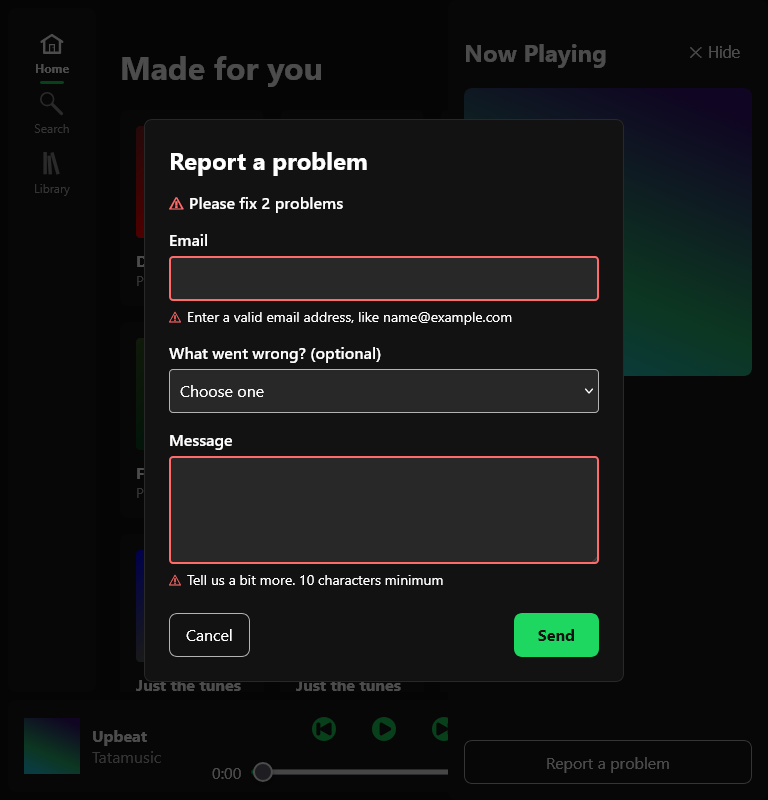 Home
Search
Library
Made for you
Now Playing
Hide
Report a problem
Please fix 2 problems
Email
Enter a valid email address, like name@example.com
What went wrong? (optional)
Choose one
Message
Tell us a bit more. 10 characters minimum
Cancel
Send
Just the tunes
Just the tunes
Upbeat
Tatamusic
0:00
Report a problem